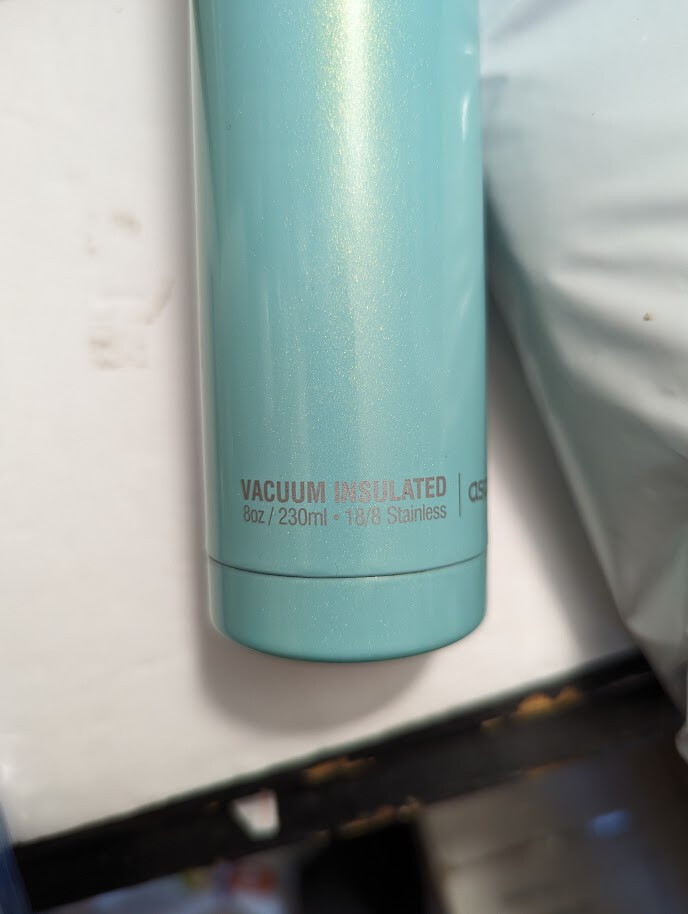 VACUUM INSULATED
8oz / 230ml • 18/8 Stainless